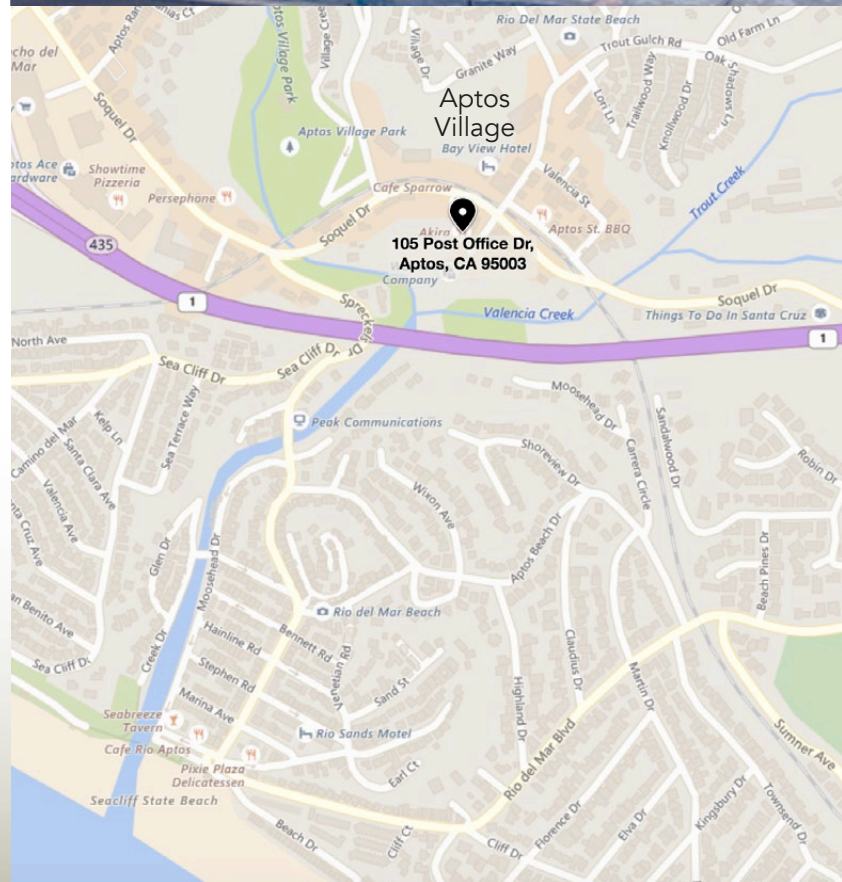 Rio Del Mar State Beach
Old Farm Ln
Trout Gulch Rd
Oak Shadows Ln
Village Dr
Granite Way
Lori Ln
Trailwood Way
Knollwood Dr
Aptos
Village
Mar
Soquel Dr
Aptos Village Park
Aptos Village Park
Bay View Hotel
Valencia St
Trout Creek
Showtime
Pizzeria
Persephone
Cafe Sparrow
Soquel Dr
Akira
Aptos St. BBQ
105 Post Office Dr,
Aptos, CA 95003
Company
435
1
Spreckels Dr
Valencia Creek
Soquel Dr
Things To Do In Santa Cruz
1
North Ave
Sea Cliff Dr
Sea Cliff Dr
Moosehead Dr
Kelp Ln
Sea Terrace Way
Camino del Mar
Santa Clara Ave
Valencia Ave
Peak Communications
Shoreview Dr
Carrera Circle
Sandalwood Dr
Robin Dr
Wixon Ave
Glen Dr
Moosehead Dr
Aptos Beach Dr
Beach Pines Dr
Rio del Mar Beach
Hainline Rd
Bennett Rd
Creek Dr
Sea Cliff Dr
Stephen Rd
Venetian Rd
Sand St
Claudius Dr
Highland Dr
Martin Dr
Marina Ave
Seabreeze
Tavern
Rio Sands Motel
Cafe Rio Aptos
Pixie Plaza
Delicatessen
Earl Ct
Rio del Mar Blvd
Sumner Ave
Seacliff State Beach
Beach Dr
Cliff Ct
Cliff Dr
Florence Dr
Elva Dr
Kingsbury Dr
Townsend Dr